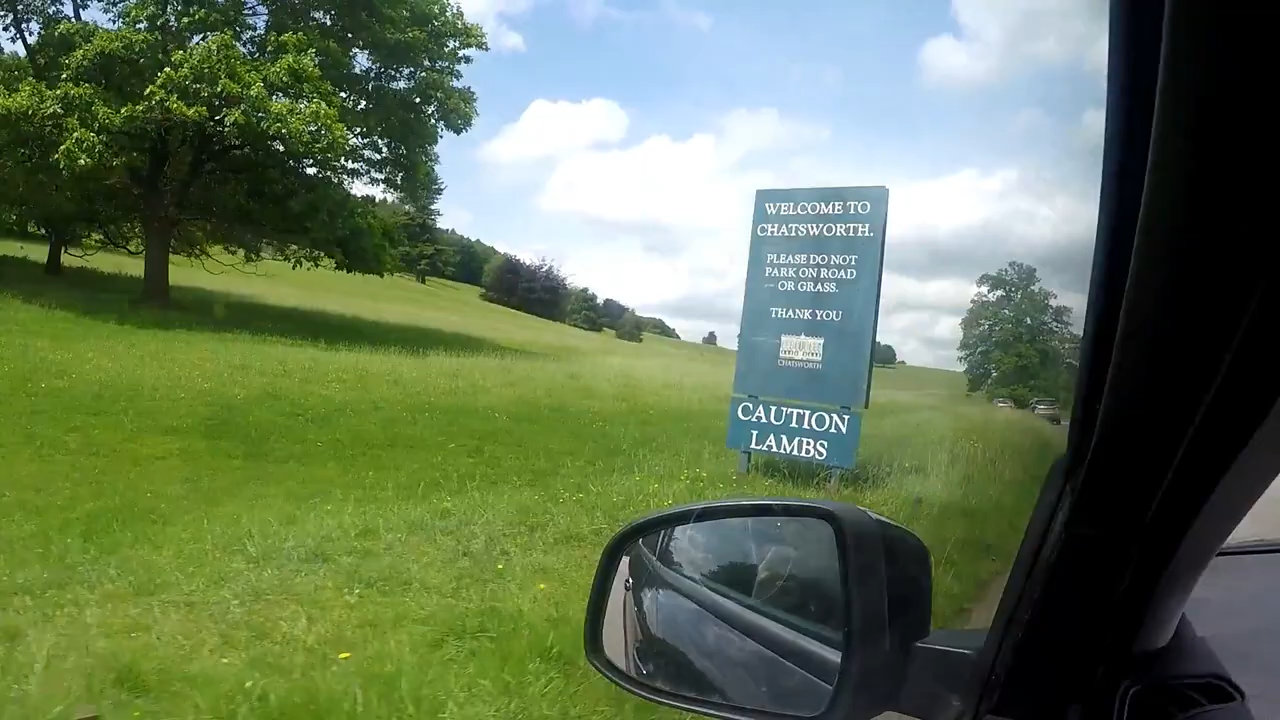 WELCOME TO
CHATSWORTH.
PLEASE DO NOT
PARK ON ROAD
OR GRASS.
THANK YOU
CHATSWORTH
CAUTION
LAMBS